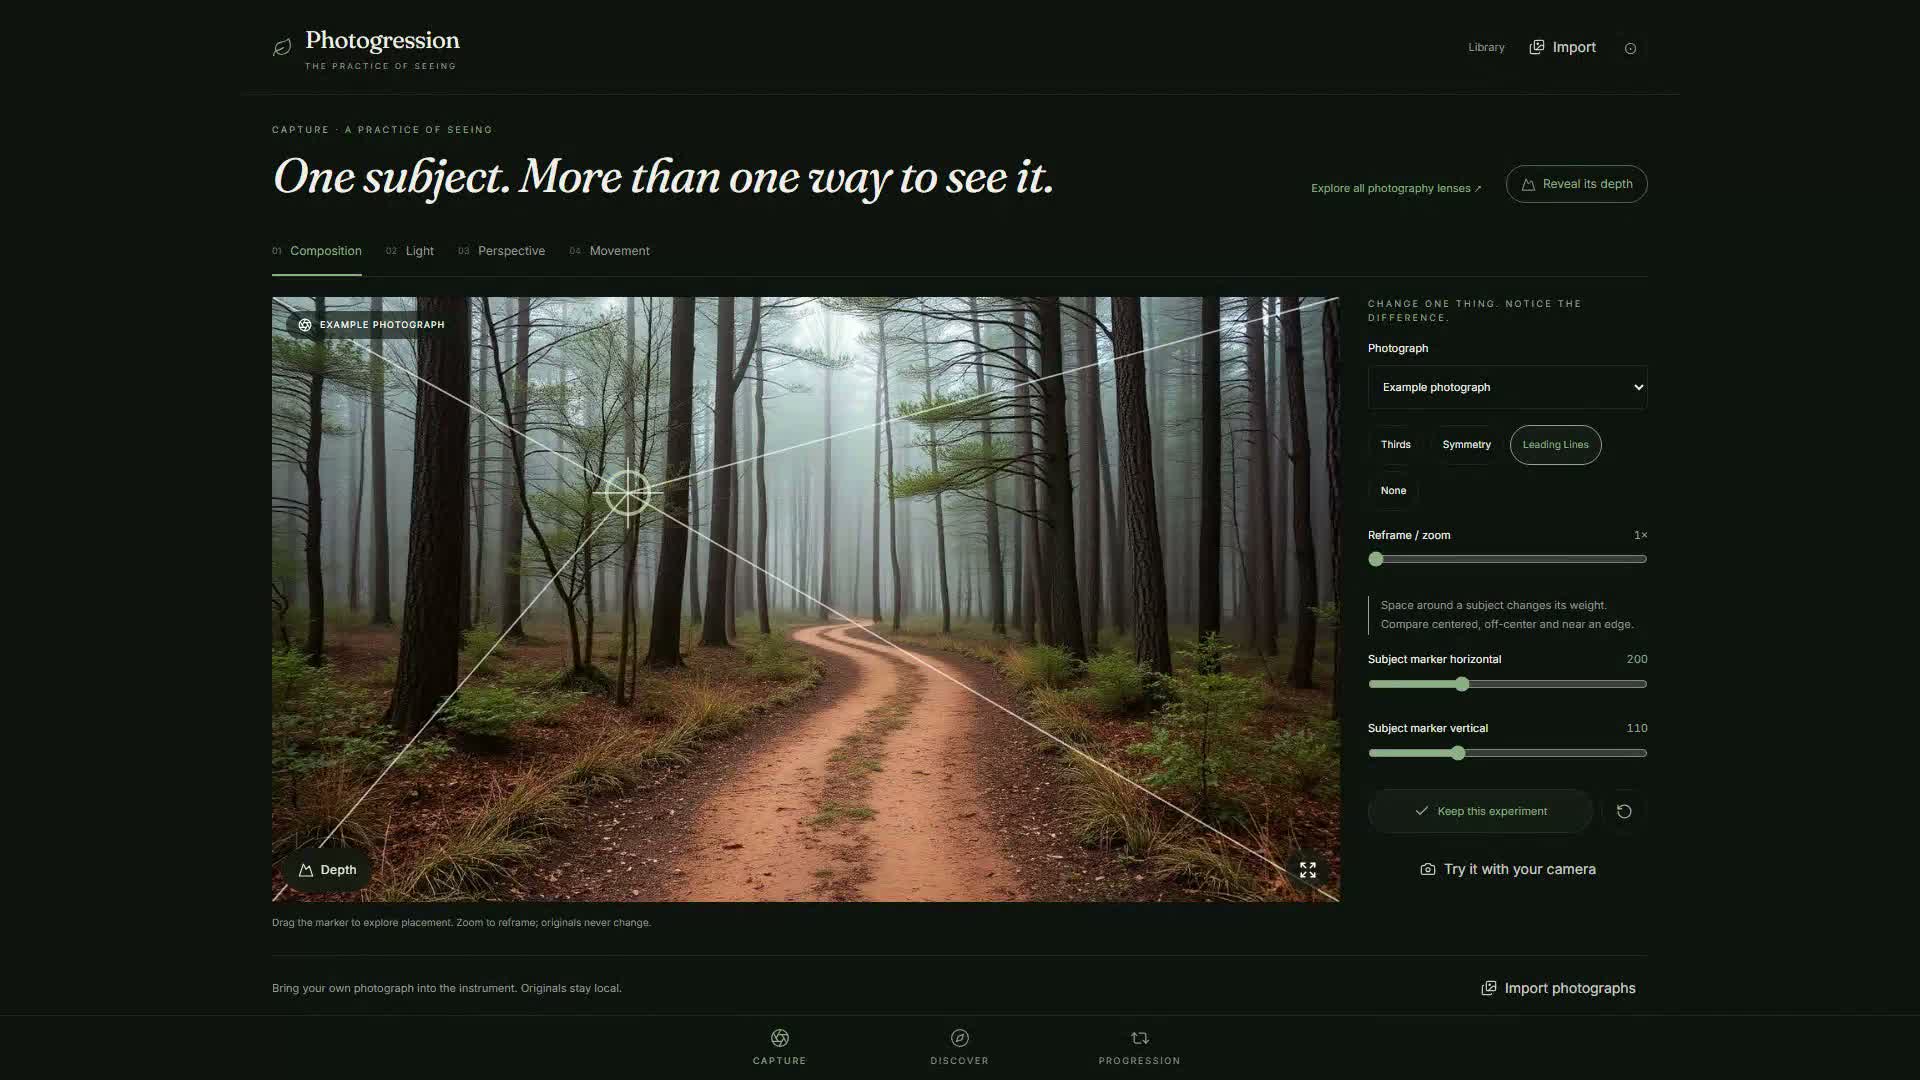 Photogression
THE PRACTICE OF SEEING
Library
Import
CAPTURE · A PRACTICE OF SEEING
One subject. More than one way to see it.
Explore all photography lenses ↗
Reveal its depth
01 Composition
02 Light
03 Perspective
04 Movement
EXAMPLE PHOTOGRAPH
Depth
Drag the marker to explore placement. Zoom to reframe; originals never change.
CHANGE ONE THING. NOTICE THE
DIFFERENCE.
Photograph
Example photograph
Thirds
Symmetry
Leading Lines
None
Reframe / zoom 1×
Space around a subject changes its weight.
Compare centered, off-center and near an edge.
Subject marker horizontal 200
Subject marker vertical 110
Keep this experiment
Try it with your camera
Bring your own photograph into the instrument. Originals stay local.
Import photographs
CAPTURE
DISCOVER
PROGRESSION